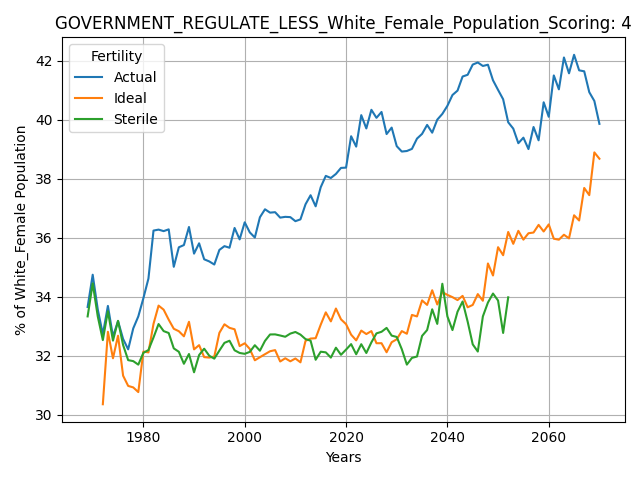 GOVERNMENT_REGULATE_LESS_White_Female_Population_Scoring: 4
Fertility
Actual
Ideal
Sterile
% of White_Female Population
42
40
38
36
34
32
30
1980
2000
2020
2040
2060
Years